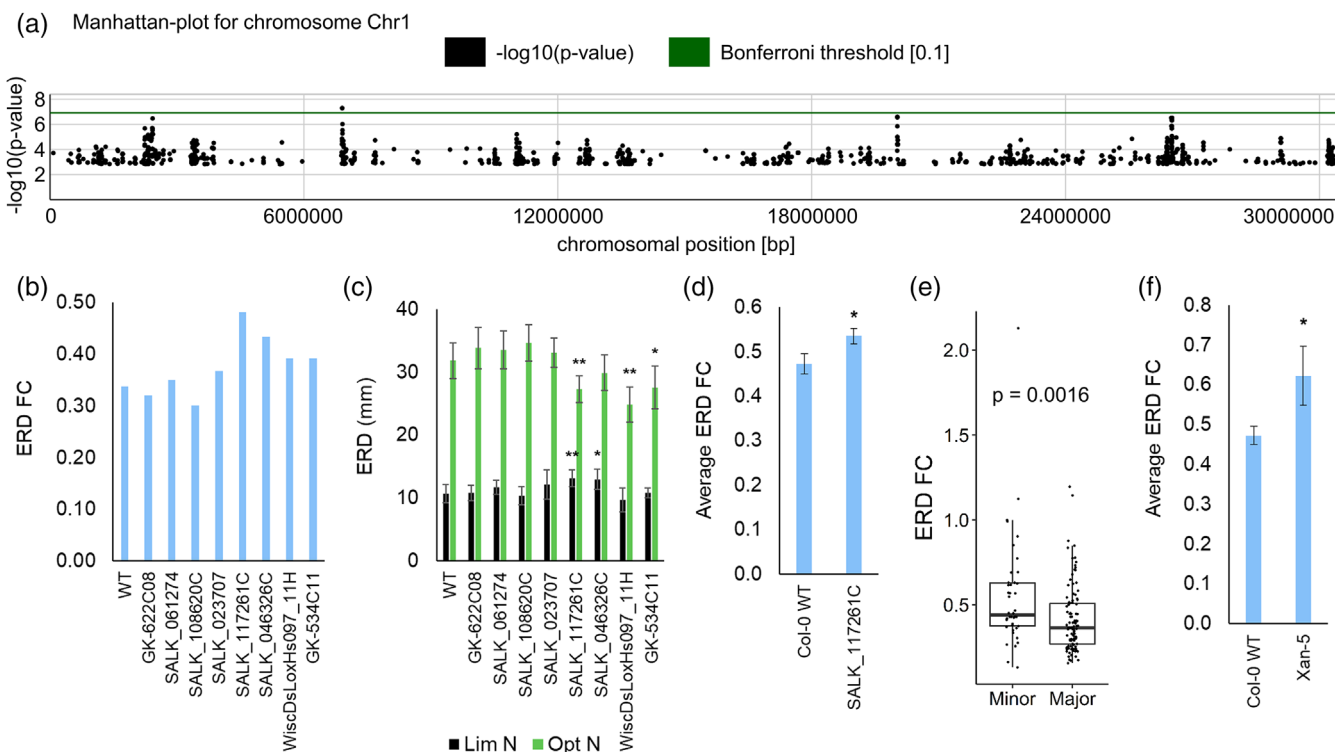 (a) Manhattan-plot for chromosome Chr1
-log10(p-value) Bonferroni threshold [0.1]
-log10(p-value)
8
6
4
2
0 6000000 12000000 18000000 24000000 30000000
chromosomal position [bp]
(b)
ERD FC
0.50
0.40
0.30
0.20
0.10
0.00
WT
GK-622C08
SALK_061274
SALK_108620C
SALK_023707
SALK_117261C
SALK_046326C
WiscDsLoxHs097_11H
GK-534C11
(c)
ERD (mm)
40
30
20
10
0
** ** *
** *
WT
GK-622C08
SALK_061274
SALK_108620C
SALK_023707
SALK_117261C
SALK_046326C
WiscDsLoxHs097_11H
GK-534C11
Lim N Opt N
(d)
Average ERD FC
0.6
0.5
0.4
0.3
0.2
0.1
0.0
*
Col-0 WT
SALK_117261C
(e)
ERD FC
2.0
1.5
1.0
0.5
p = 0.0016
Minor Major
(f)
Average ERD FC
0.8
0.7
0.6
0.5
0.4
0.3
0.2
0.1
0.0
*
Col-0 WT
Xan-5